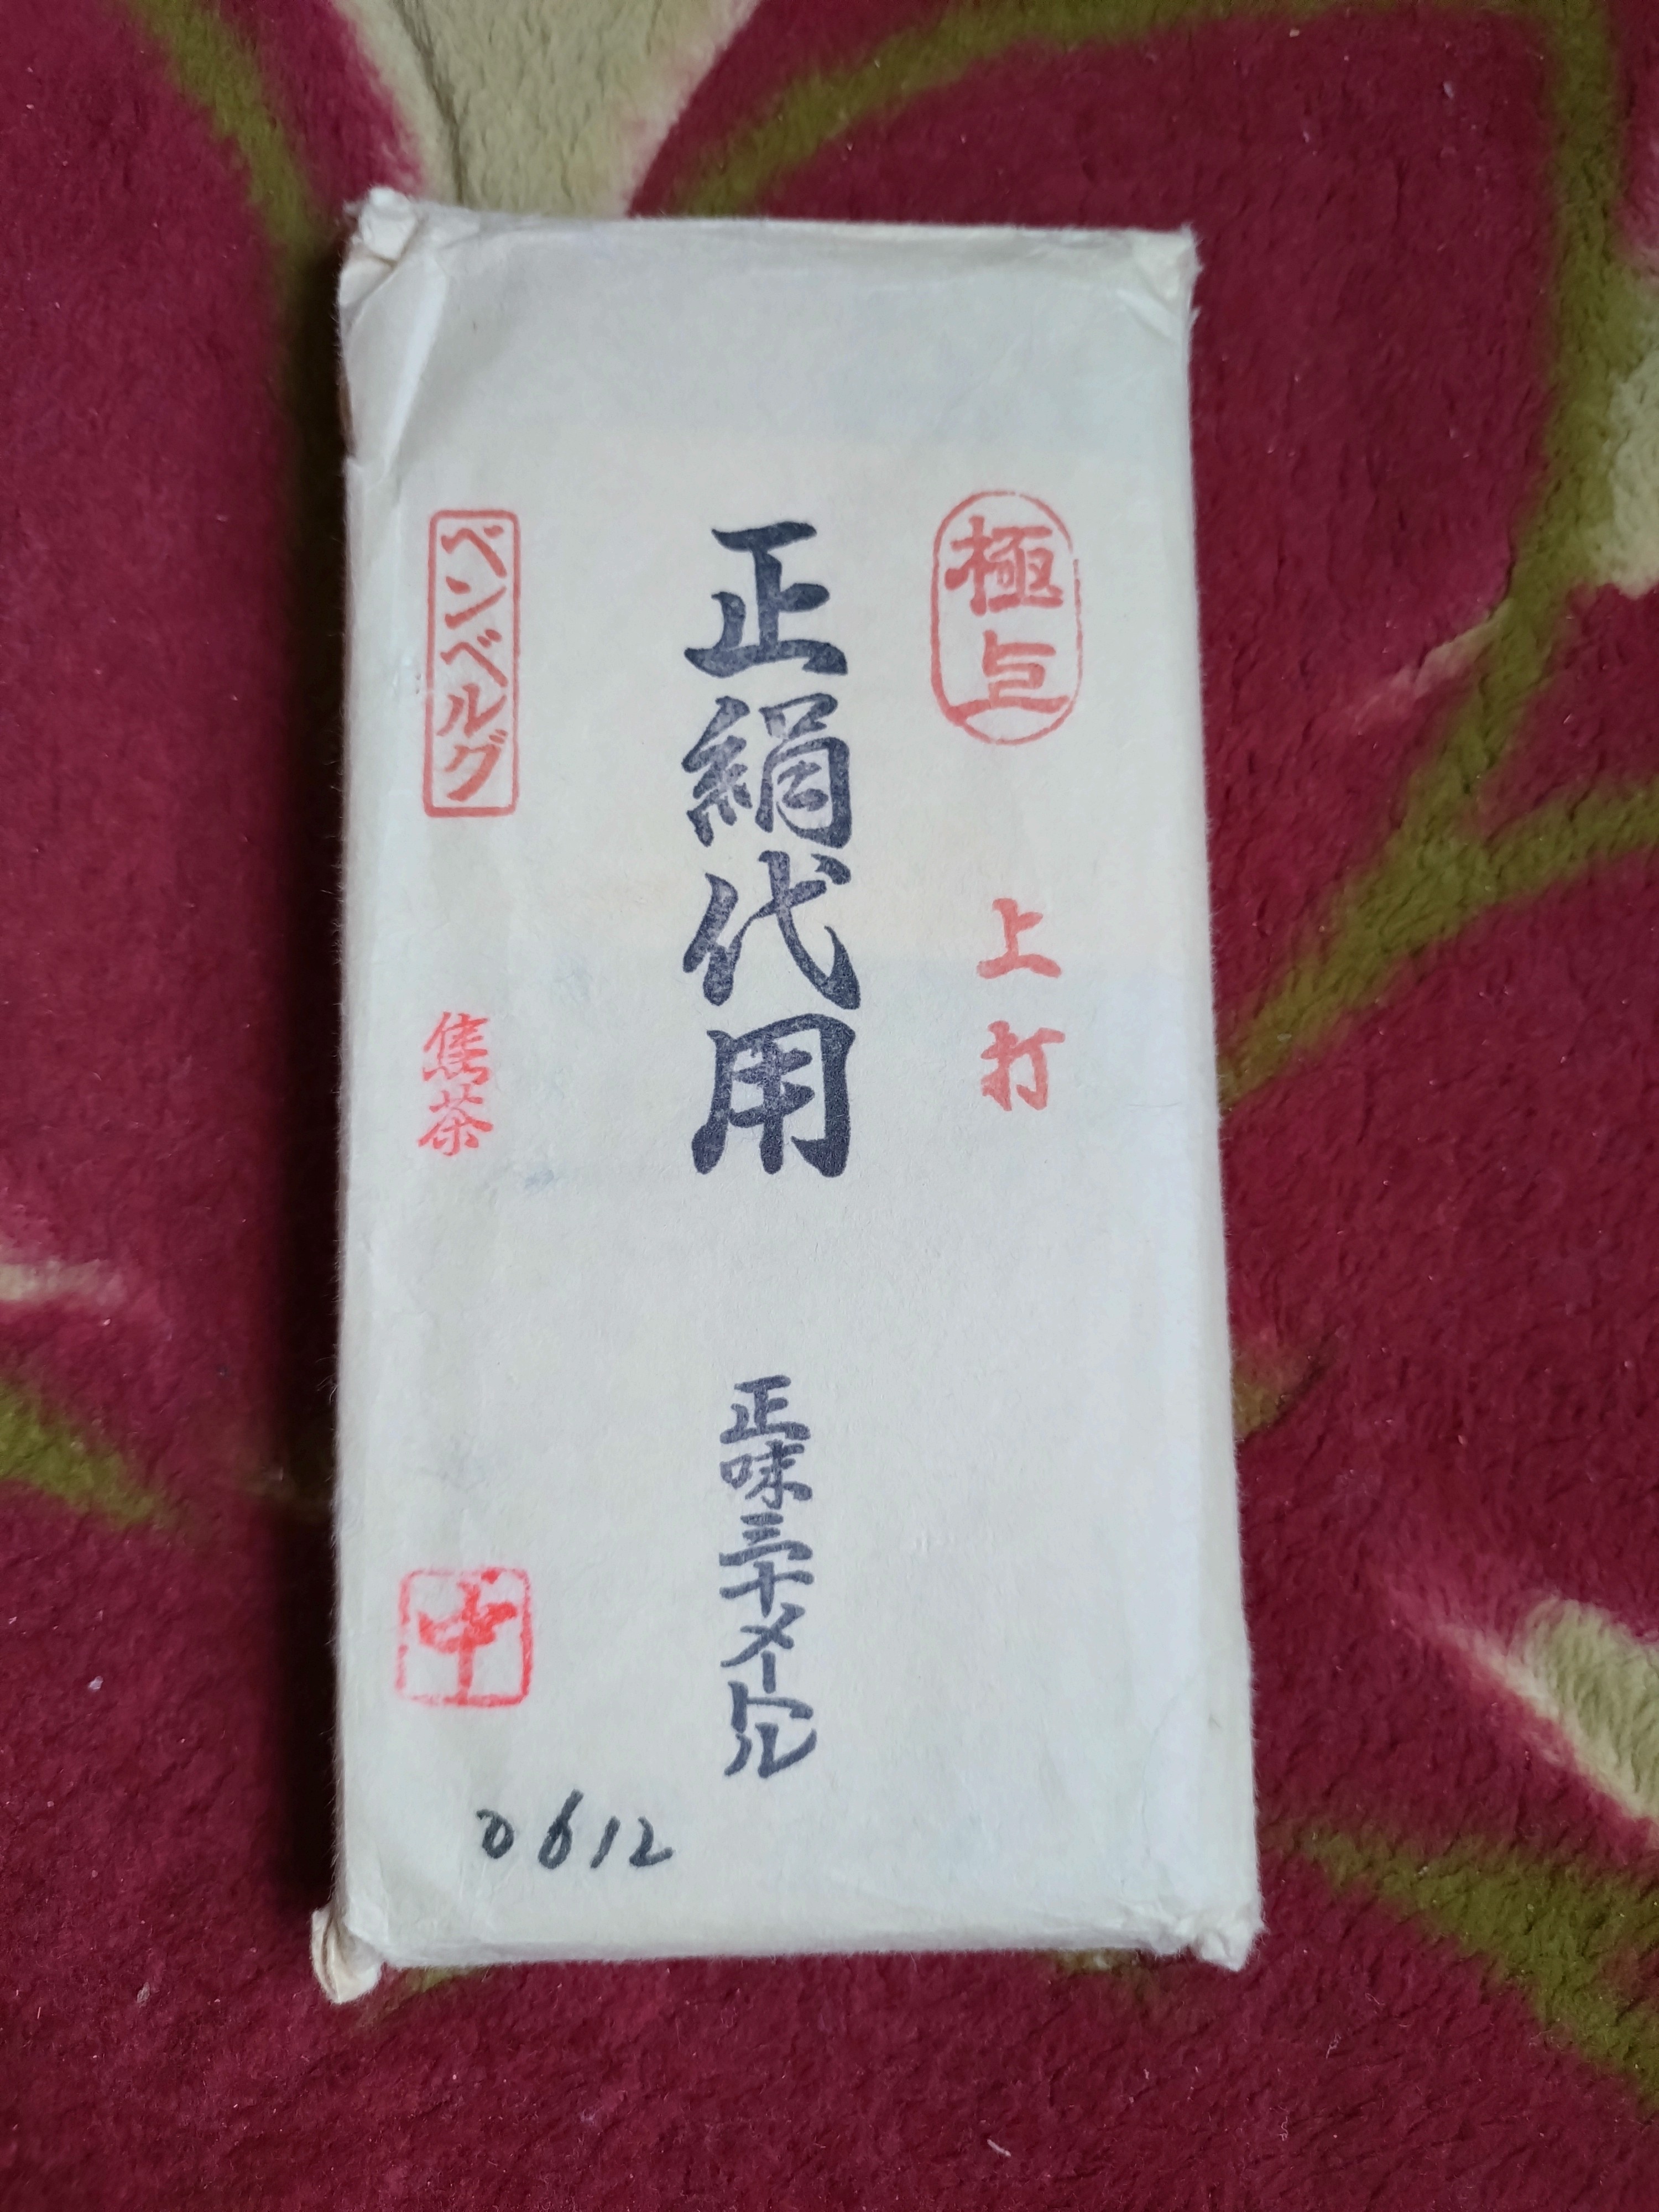 極上
上打
正絹代用
正味三十メートル
ベンベルグ
焦茶
中
0612